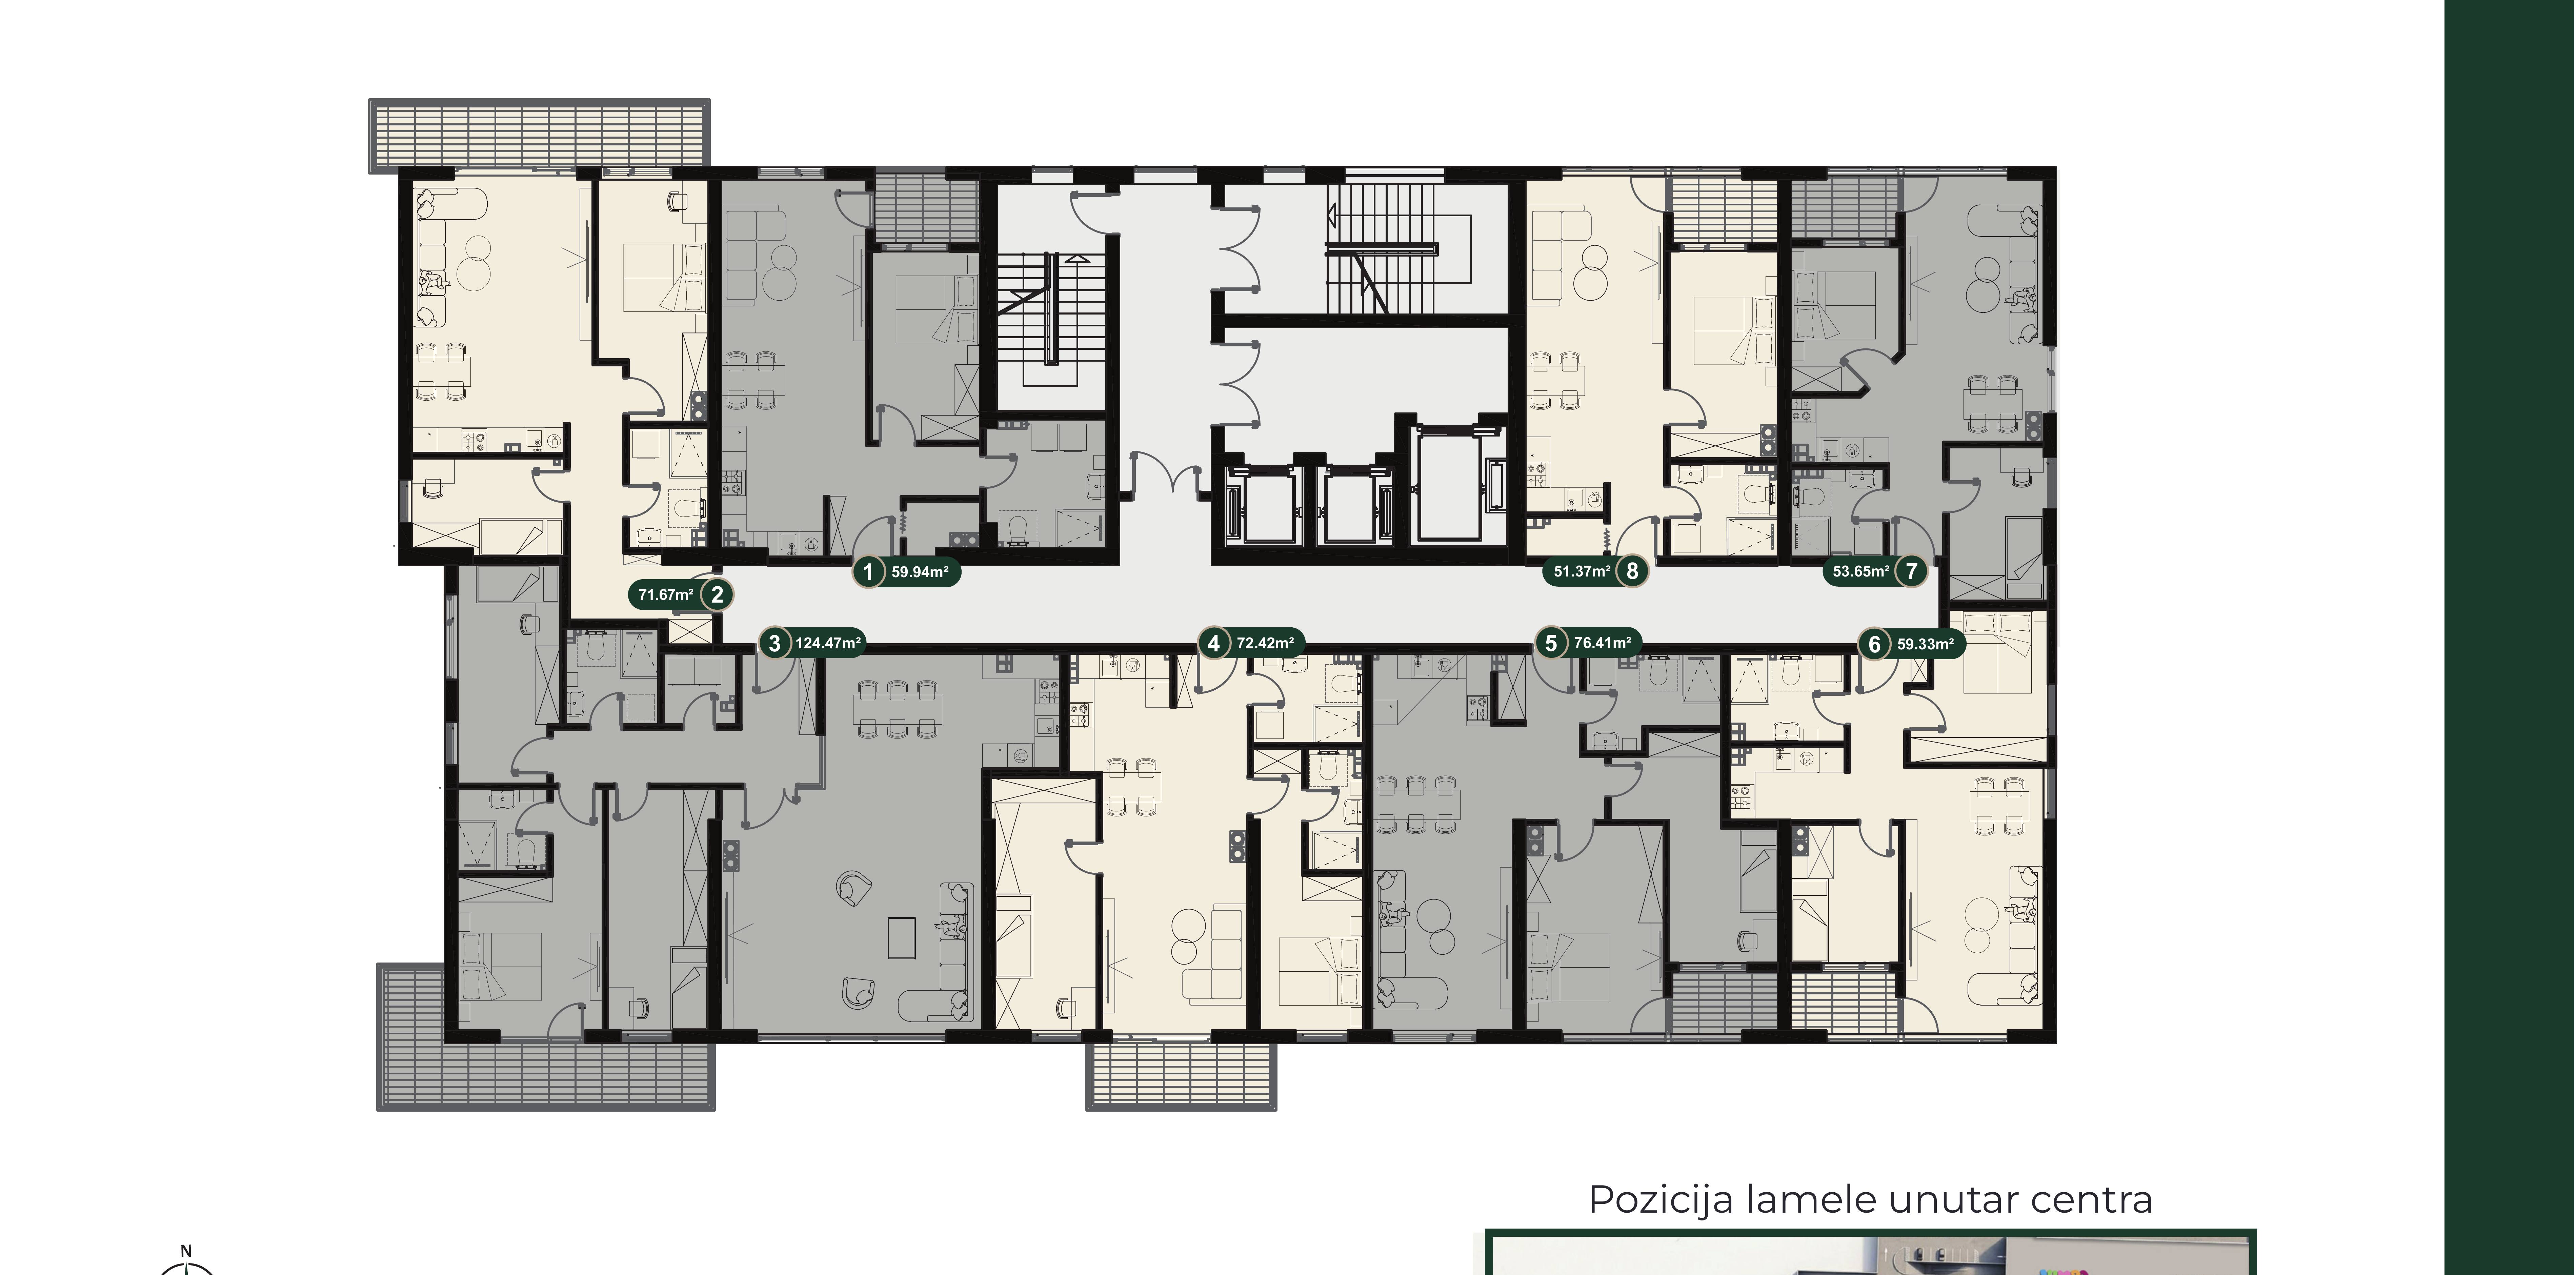 1 59.94m²
51.37m² 8
53.65m² 7
71.67m² 2
3 124.47m²
4 72.42m²
5 76.41m²
6 59.33m²
Pozicija lamele unutar centra
N